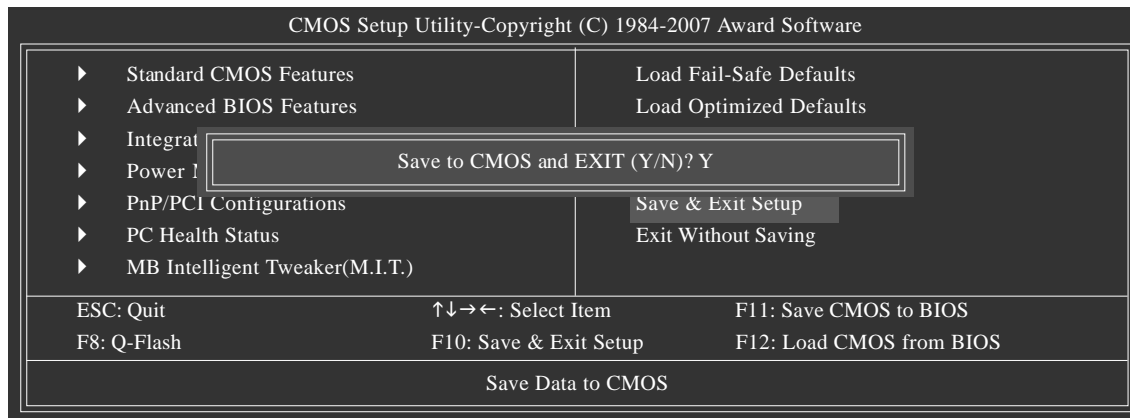 CMOS Setup Utility-Copyright (C) 1984-2007 Award Software
Standard CMOS Features
Advanced BIOS Features
Power
PnP/PCI Configurations
PC Health Status
MB Intelligent Tweaker(M.I.T.)
Load Fail-Safe Defaults
Load Optimized Defaults
Save & Exit Setup
Exit Without Saving
Save to CMOS and EXIT (Y/N)? Y
ESC: Quit
↑↓→←: Select Item
F11: Save CMOS to BIOS
F8: Q-Flash
F10: Save & Exit Setup
F12: Load CMOS from BIOS
Save Data to CMOS